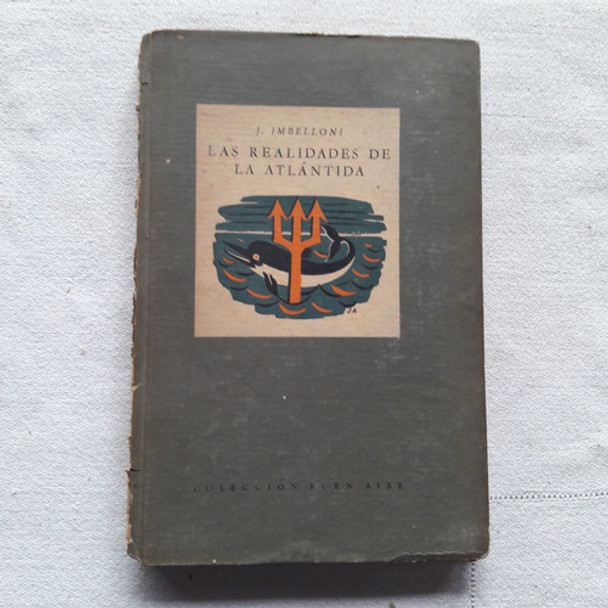 J. IMBELLONI
LAS REALIDADES DE
LA ATLÁNTIDA
JA
COLECCIÓN BUEN AIRE